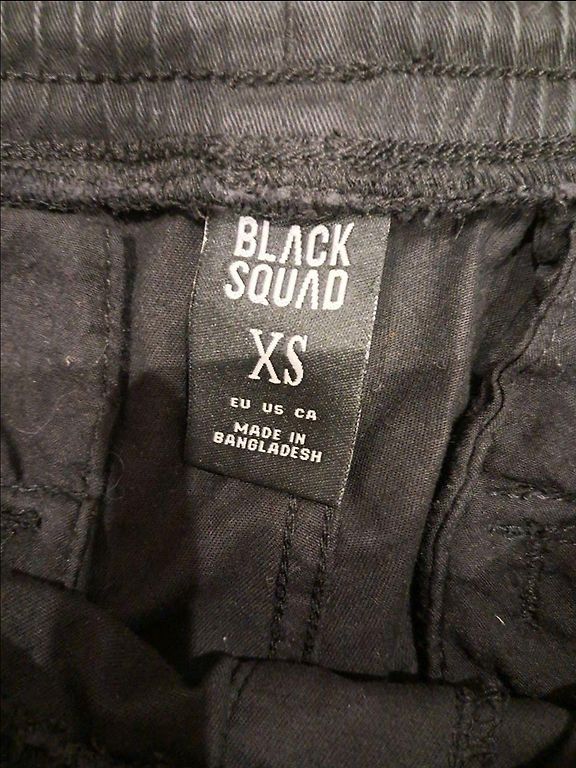 BLACK
SQUAD
XS
EU US CA
MADE IN
BANGLADESH